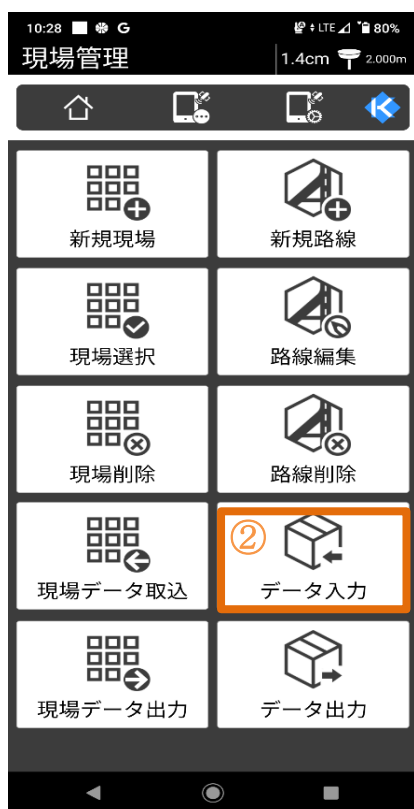 10:28 G LTE 80%
現場管理 1.4cm 2.000m
新規現場 新規路線
現場選択 路線編集
現場削除 路線削除
②
現場データ取込 データ入力
現場データ出力 データ出力